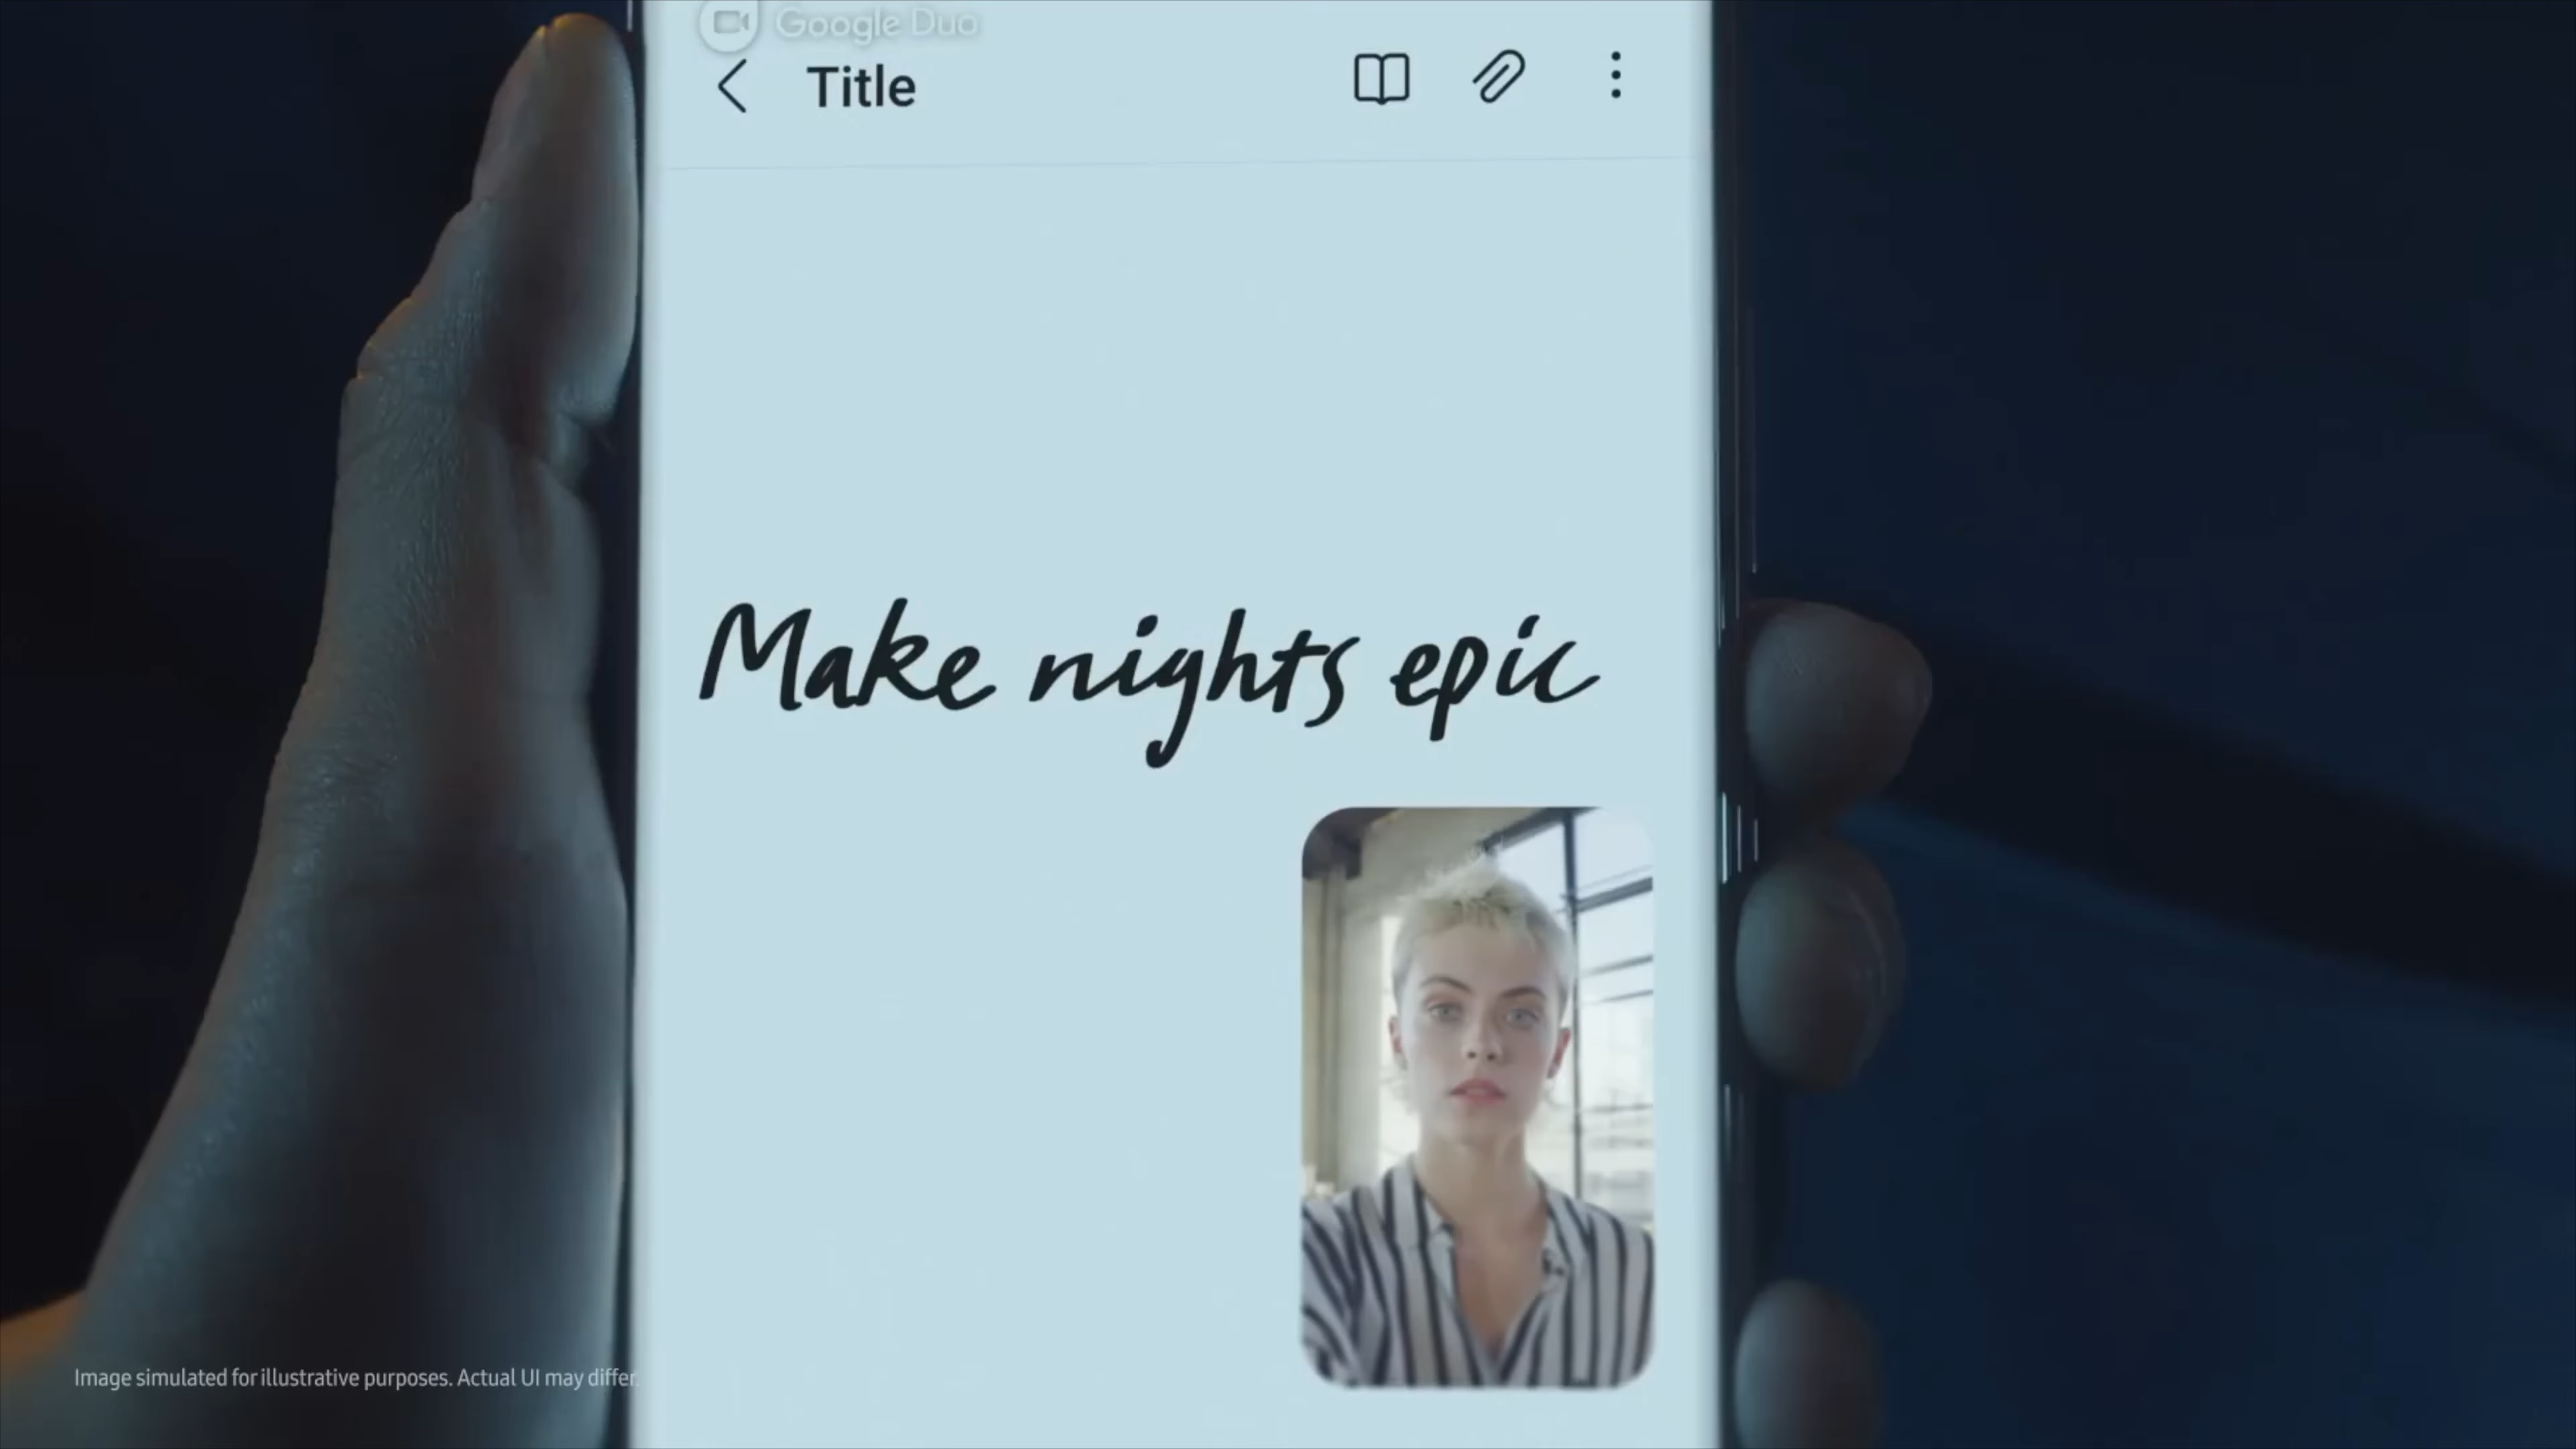 Google Duo
Title
Make nights epic
Image simulated for illustrative purposes. Actual UI may differ.